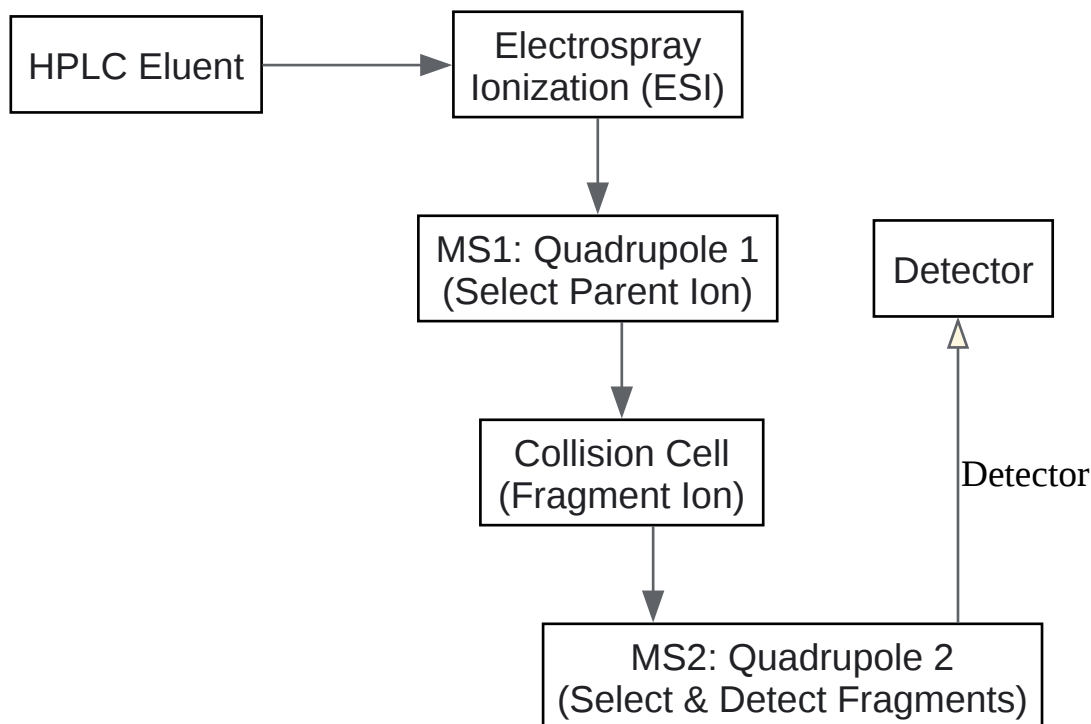 HPLC Eluent
Electrospray
Ionization (ESI)
MS1: Quadrupole 1
(Select Parent Ion)
Detector
Collision Cell
(Fragment Ion)
Detector
MS2: Quadrupole 2
(Select & Detect Fragments)